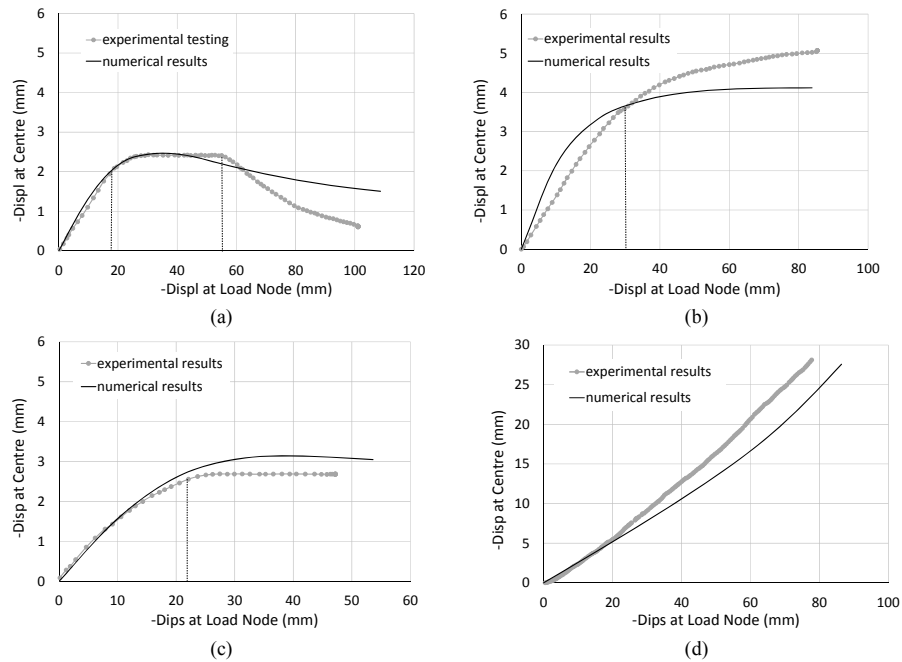 6
5
4
3
2
1
0
-Displ at Centre (mm)
experimental testing
numerical results
0 20 40 60 80 100 120
-Displ at Load Node (mm)
(a)
6
5
4
3
2
1
0
-Displ at Centre (mm)
experimental results
numerical results
0 20 40 60 80 100
-Displ at Load Node (mm)
(b)
6
5
4
3
2
1
0
-Disp at Centre (mm)
experimental results
numerical results
0 10 20 30 40 50 60
-Dips at Load Node (mm)
(c)
30
25
20
15
10
5
0
-Disp at Centre (mm)
experimental results
numerical results
0 20 40 60 80 100
-Dips at Load Node (mm)
(d)